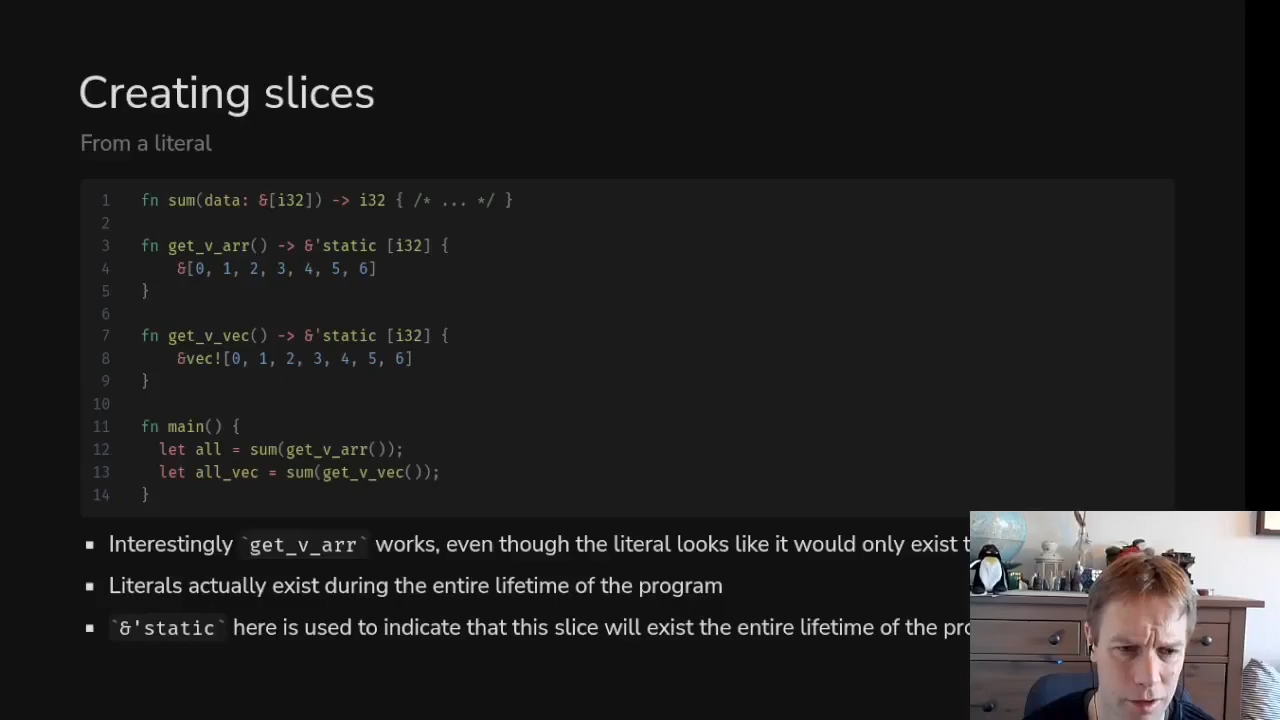 Creating slices
From a literal
1 fn sum(data: &[i32]) -> i32 { /* ... */ }
2
3 fn get_v_arr() -> &'static [i32] {
4     &[0, 1, 2, 3, 4, 5, 6]
5 }
6
7 fn get_v_vec() -> &'static [i32] {
8     &vec![0, 1, 2, 3, 4, 5, 6]
9 }
10
11 fn main() {
12   let all = sum(get_v_arr());
13   let all_vec = sum(get_v_vec());
14 }
▪ Interestingly `get_v_arr` works, even though the literal looks like it would only exist
▪ Literals actually exist during the entire lifetime of the program
▪ `&'static` here is used to indicate that this slice will exist the entire lifetime of the